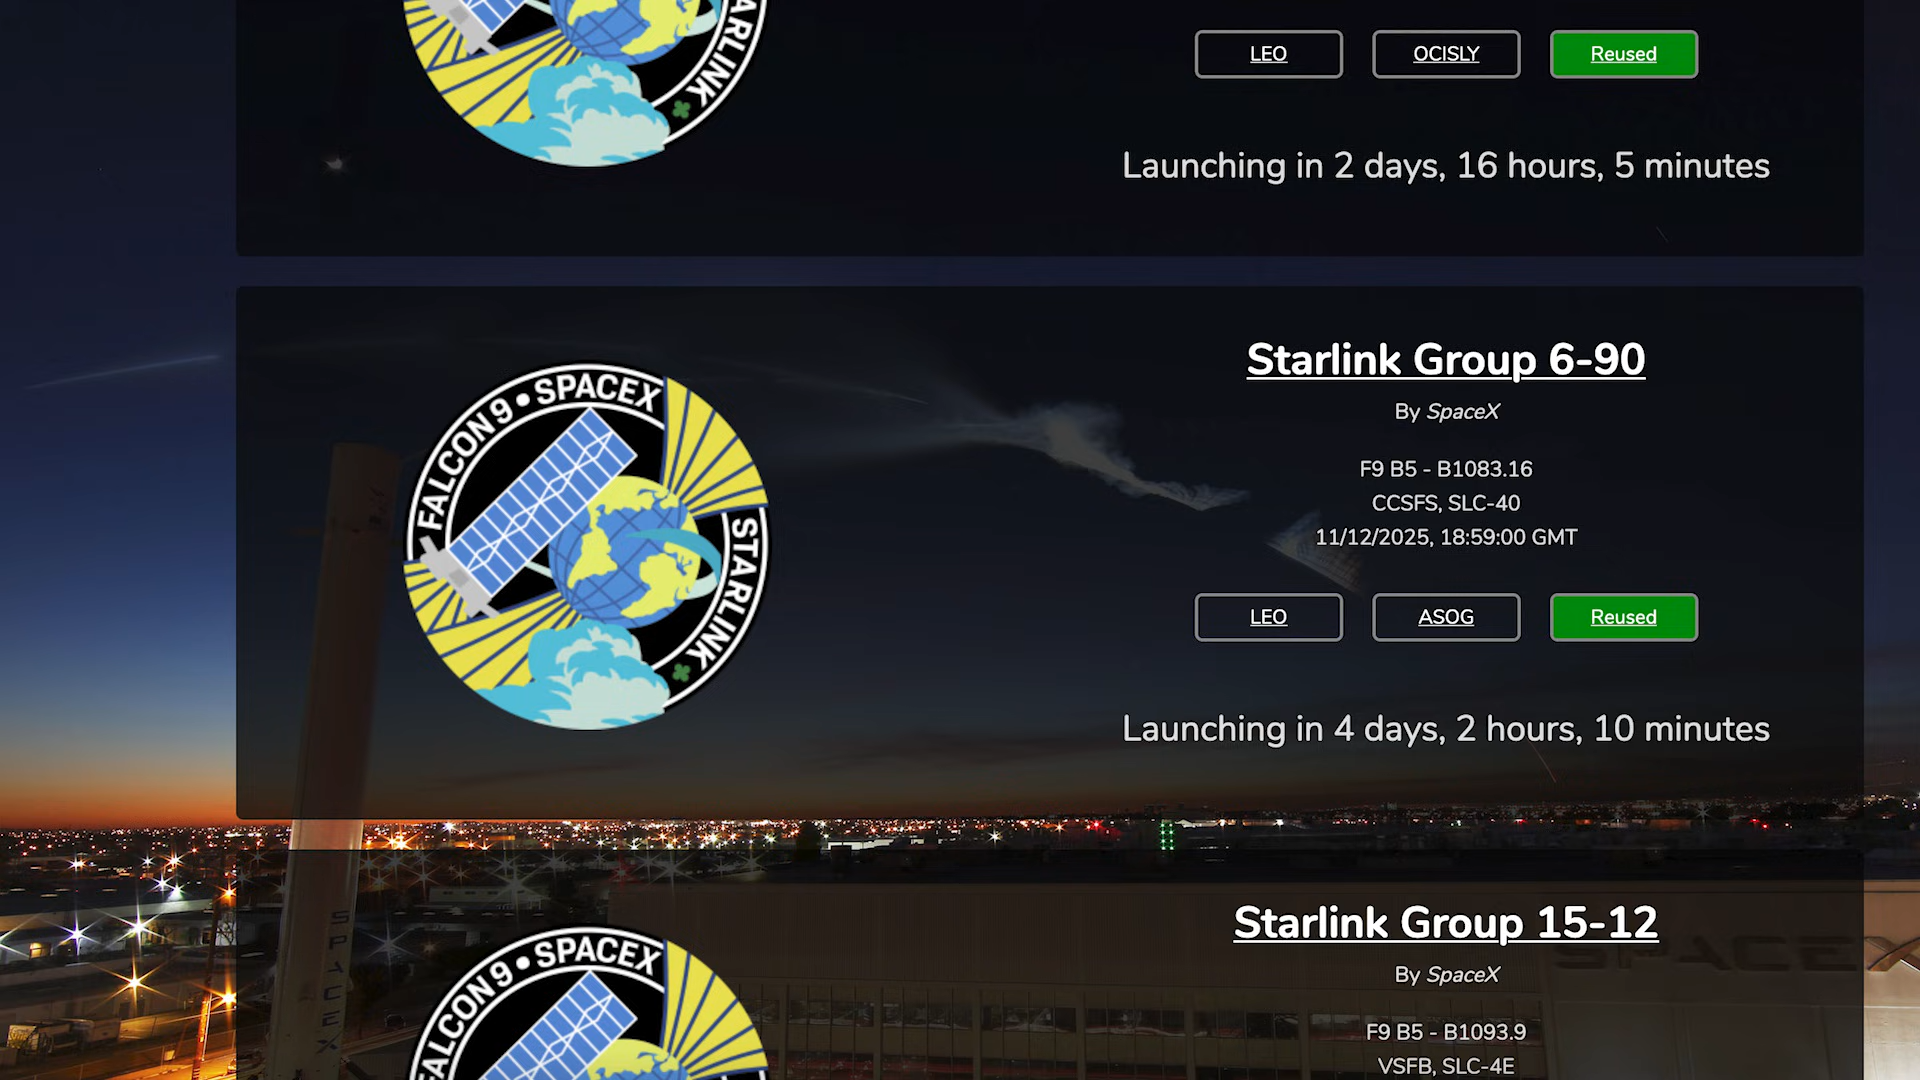 STARLINK
LEO OCISLY Reused
Launching in 2 days, 16 hours, 5 minutes
FALCON 9 • SPACEX
STARLINK
Starlink Group 6-90
By SpaceX
F9 B5 - B1083.16
CCSFS, SLC-40
11/12/2025, 18:59:00 GMT
LEO ASOG Reused
Launching in 4 days, 2 hours, 10 minutes
SPACEX
SPACEX
FALCON 9 • SPACEX
Starlink Group 15-12
By SpaceX
F9 B5 - B1093.9
VSFB, SLC-4E